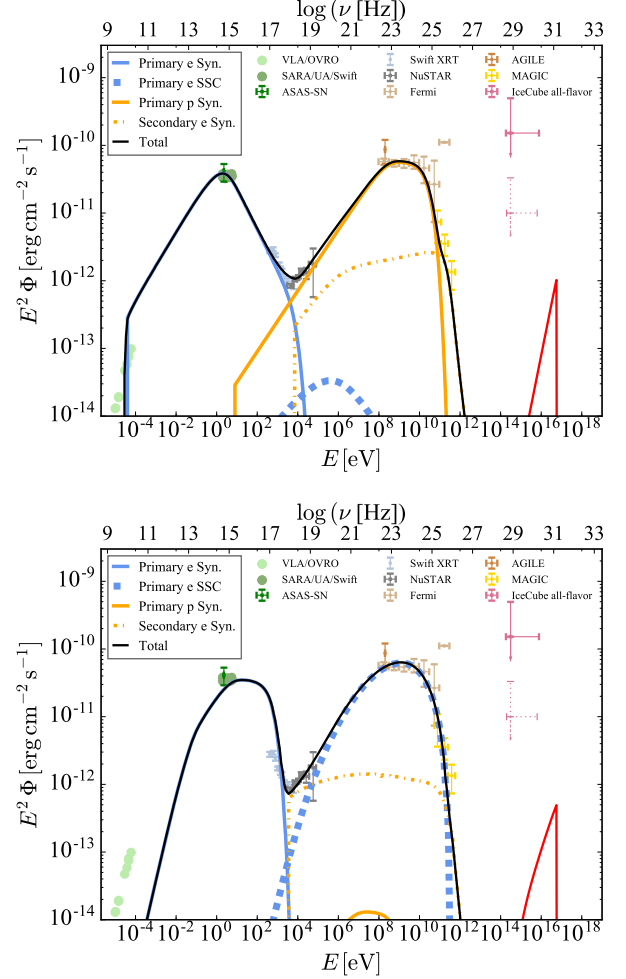 log (ν [Hz])
9 11 13 15 17 19 21 23 25 27 29 31 33
Primary e Syn. VLA/OVRO Swift XRT AGILE
Primary e SSC SARA/UA/Swift NuSTAR MAGIC
Primary p Syn. ASAS-SN Fermi IceCube all-flavor
Secondary e Syn.
Total
10^-9
10^-10
10^-11
10^-12
10^-13
10^-14
E^2 Φ [erg cm^-2 s^-1]
10^-4 10^-2 10^0 10^2 10^4 10^6 10^8 10^10 10^12 10^14 10^16 10^18
E [eV]
log (ν [Hz])
9 11 13 15 17 19 21 23 25 27 29 31 33
Primary e Syn. VLA/OVRO Swift XRT AGILE
Primary e SSC SARA/UA/Swift NuSTAR MAGIC
Primary p Syn. ASAS-SN Fermi IceCube all-flavor
Secondary e Syn.
Total
10^-9
10^-10
10^-11
10^-12
10^-13
10^-14
E^2 Φ [erg cm^-2 s^-1]
10^-4 10^-2 10^0 10^2 10^4 10^6 10^8 10^10 10^12 10^14 10^16 10^18
E [eV]